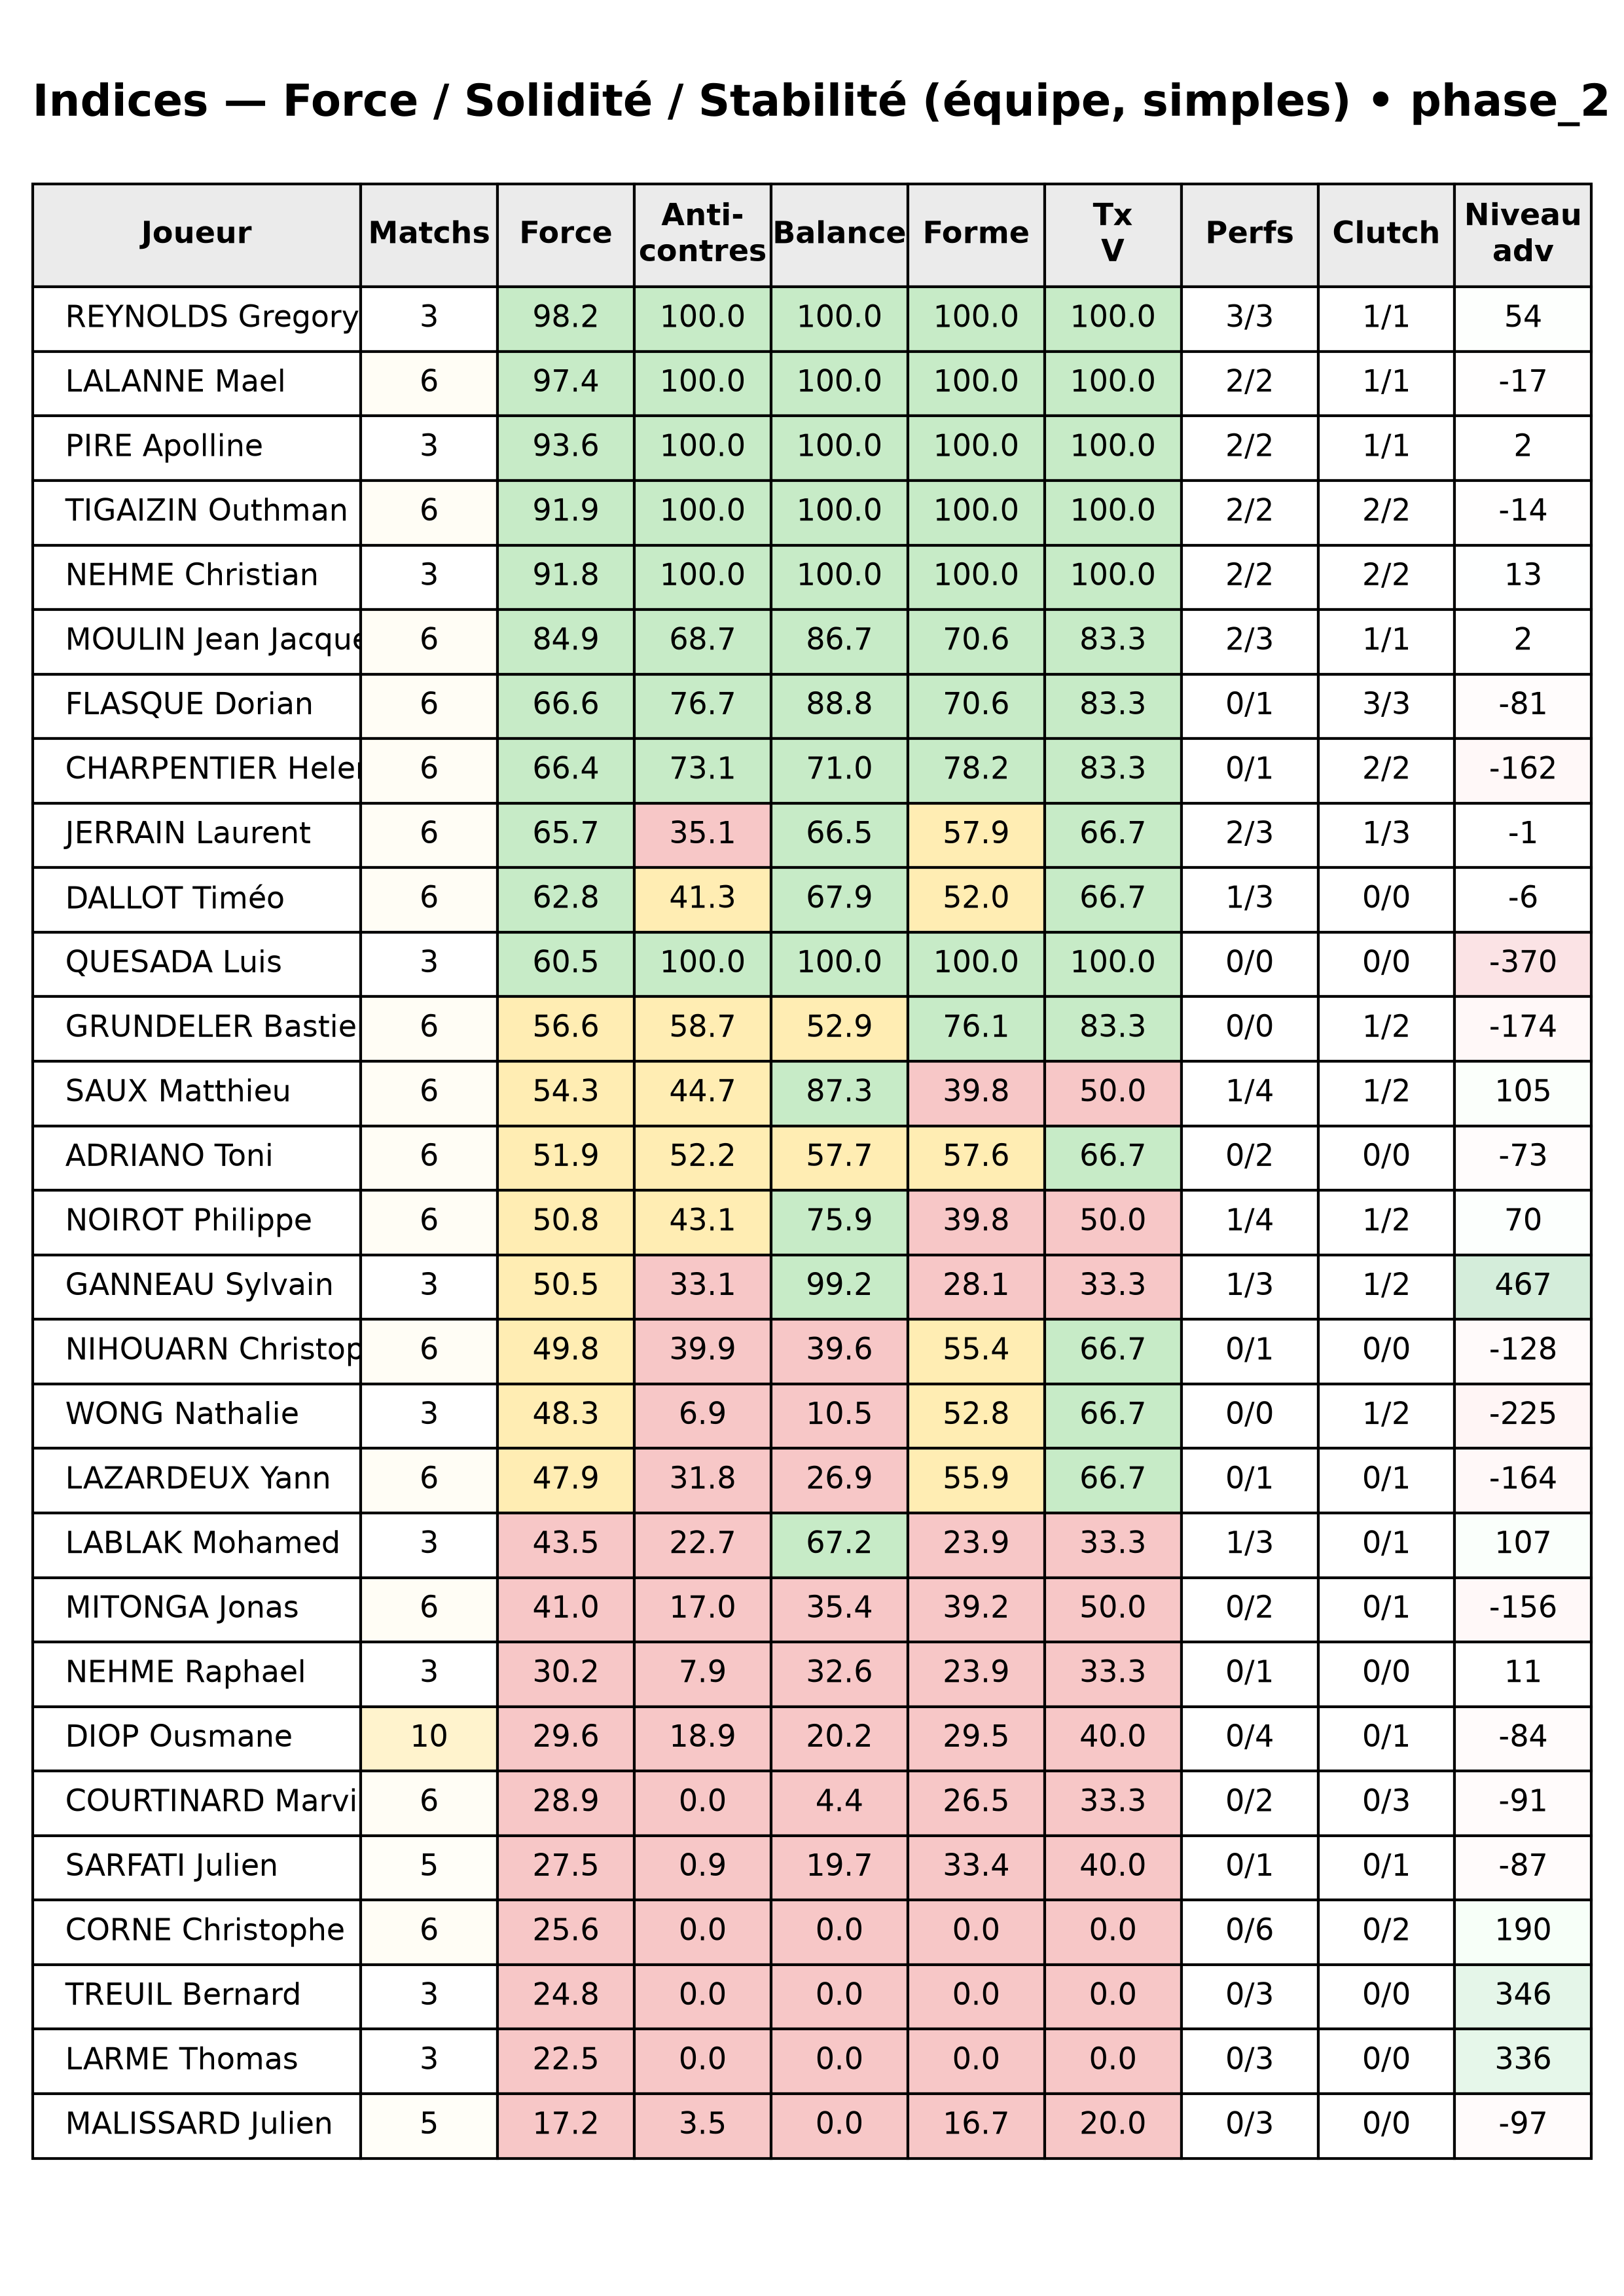 Indices — Force / Solidité / Stabilité (équipe, simples) • phase_2
Joueur Matchs Force Anti-contres Balance Forme Tx V Perfs Clutch Niveau adv
REYNOLDS Gregory 3 98.2 100.0 100.0 100.0 100.0 3/3 1/1 54
LALANNE Mael 6 97.4 100.0 100.0 100.0 100.0 2/2 1/1 -17
PIRE Apolline 3 93.6 100.0 100.0 100.0 100.0 2/2 1/1 2
TIGAIZIN Outhman 6 91.9 100.0 100.0 100.0 100.0 2/2 2/2 -14
NEHME Christian 3 91.8 100.0 100.0 100.0 100.0 2/2 2/2 13
MOULIN Jean Jacque 6 84.9 68.7 86.7 70.6 83.3 2/3 1/1 2
FLASQUE Dorian 6 66.6 76.7 88.8 70.6 83.3 0/1 3/3 -81
CHARPENTIER Helen 6 66.4 73.1 71.0 78.2 83.3 0/1 2/2 -162
JERRAIN Laurent 6 65.7 35.1 66.5 57.9 66.7 2/3 1/3 -1
DALLOT Timéo 6 62.8 41.3 67.9 52.0 66.7 1/3 0/0 -6
QUESADA Luis 3 60.5 100.0 100.0 100.0 100.0 0/0 0/0 -370
GRUNDELER Bastie 6 56.6 58.7 52.9 76.1 83.3 0/0 1/2 -174
SAUX Matthieu 6 54.3 44.7 87.3 39.8 50.0 1/4 1/2 105
ADRIANO Toni 6 51.9 52.2 57.7 57.6 66.7 0/2 0/0 -73
NOIROT Philippe 6 50.8 43.1 75.9 39.8 50.0 1/4 1/2 70
GANNEAU Sylvain 3 50.5 33.1 99.2 28.1 33.3 1/3 1/2 467
NIHOUARN Christop 6 49.8 39.9 39.6 55.4 66.7 0/1 0/0 -128
WONG Nathalie 3 48.3 6.9 10.5 52.8 66.7 0/0 1/2 -225
LAZARDEUX Yann 6 47.9 31.8 26.9 55.9 66.7 0/1 0/1 -164
LABLAK Mohamed 3 43.5 22.7 67.2 23.9 33.3 1/3 0/1 107
MITONGA Jonas 6 41.0 17.0 35.4 39.2 50.0 0/2 0/1 -156
NEHME Raphael 3 30.2 7.9 32.6 23.9 33.3 0/1 0/0 11
DIOP Ousmane 10 29.6 18.9 20.2 29.5 40.0 0/4 0/1 -84
COURTINARD Marvi 6 28.9 0.0 4.4 26.5 33.3 0/2 0/3 -91
SARFATI Julien 5 27.5 0.9 19.7 33.4 40.0 0/1 0/1 -87
CORNE Christophe 6 25.6 0.0 0.0 0.0 0.0 0/6 0/2 190
TREUIL Bernard 3 24.8 0.0 0.0 0.0 0.0 0/3 0/0 346
LARME Thomas 3 22.5 0.0 0.0 0.0 0.0 0/3 0/0 336
MALISSARD Julien 5 17.2 3.5 0.0 16.7 20.0 0/3 0/0 -97